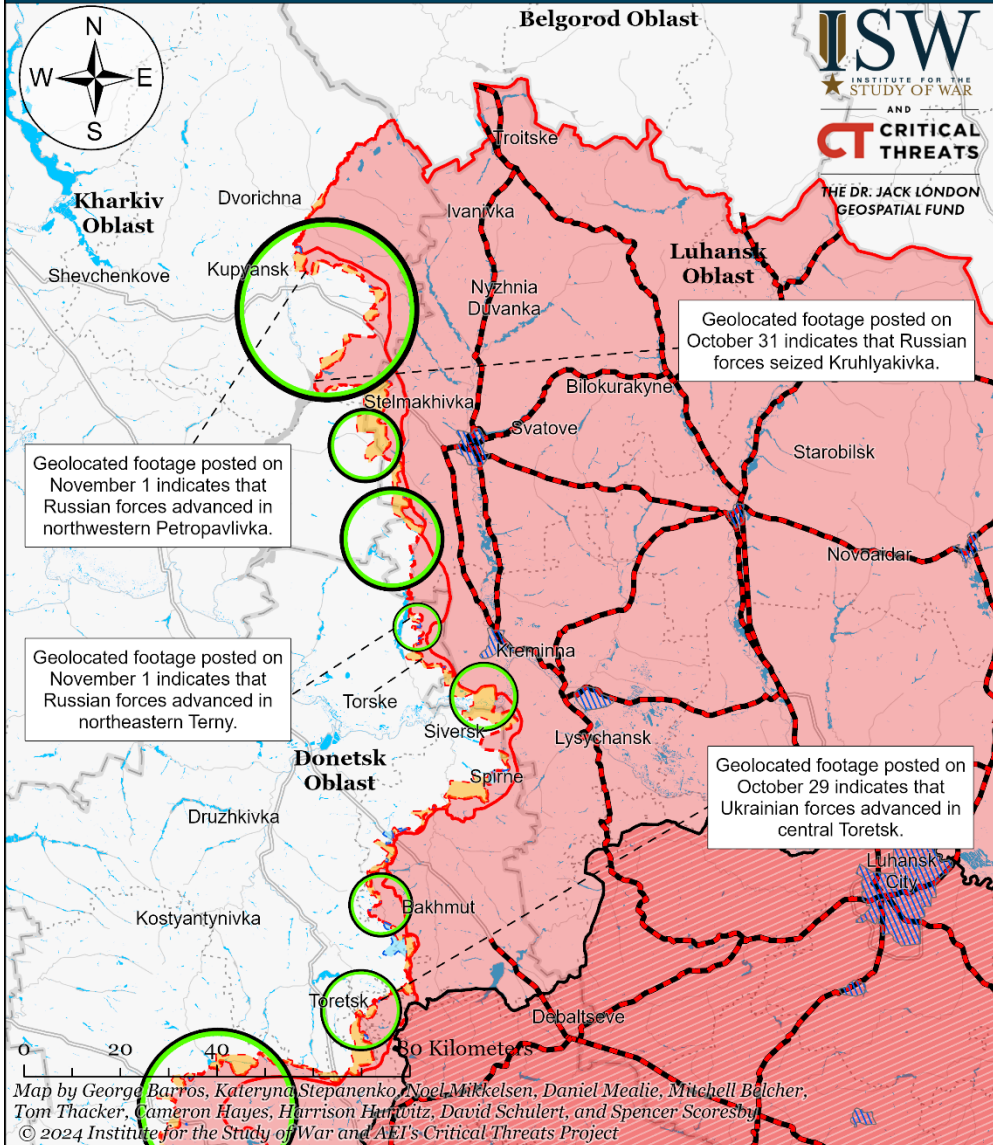 Belgorod Oblast
N
W
E
S
ISW
INSTITUTE FOR THE
STUDY OF WAR
AND
CT CRITICAL
THREATS
THE DR. JACK LONDON
GEOSPATIAL FUND
Troitske
Dvorichna
Kharkiv
Oblast
Ivanivka
Luhansk
Oblast
Shevchenkove
Kupyansk
Nyzhnia
Duvanka
Geolocated footage posted on
October 31 indicates that Russian
forces seized Kruhlyakivka.
Bilokurakyne
Stelmakhivka
Svatove
Starobilsk
Geolocated footage posted on
November 1 indicates that
Russian forces advanced in
northwestern Petropavlivka.
Novoaidar
Geolocated footage posted on
November 1 indicates that
Russian forces advanced in
northeastern Terny.
Kreminna
Torske
Siversk
Lysychansk
Donetsk
Oblast
Spirne
Geolocated footage posted on
October 29 indicates that
Ukrainian forces advanced in
central Toretsk.
Druzhkivka
Luhansk
City
Kostyantynivka
Bakhmut
Toretsk
Debaltseve
0 20 40 80 Kilometers
Map by George Barros, Kateryna Stepanenko, Noel Mikkelsen, Daniel Mealie, Mitchell Belcher,
Tom Thacker, Cameron Hayes, Harrison Hurwitz, David Schulert, and Spencer Scoresby
© 2024 Institute for the Study of War and AEI's Critical Threats Project